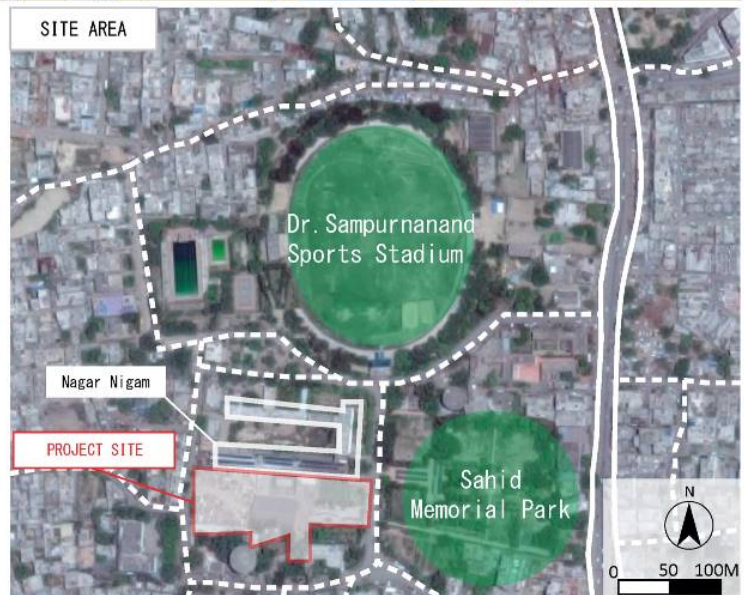 SITE AREA
Dr.Sampurnanand
Sports Stadium
Nagar Nigam
PROJECT SITE
Sahid
Memorial Park
N
0 50 100M